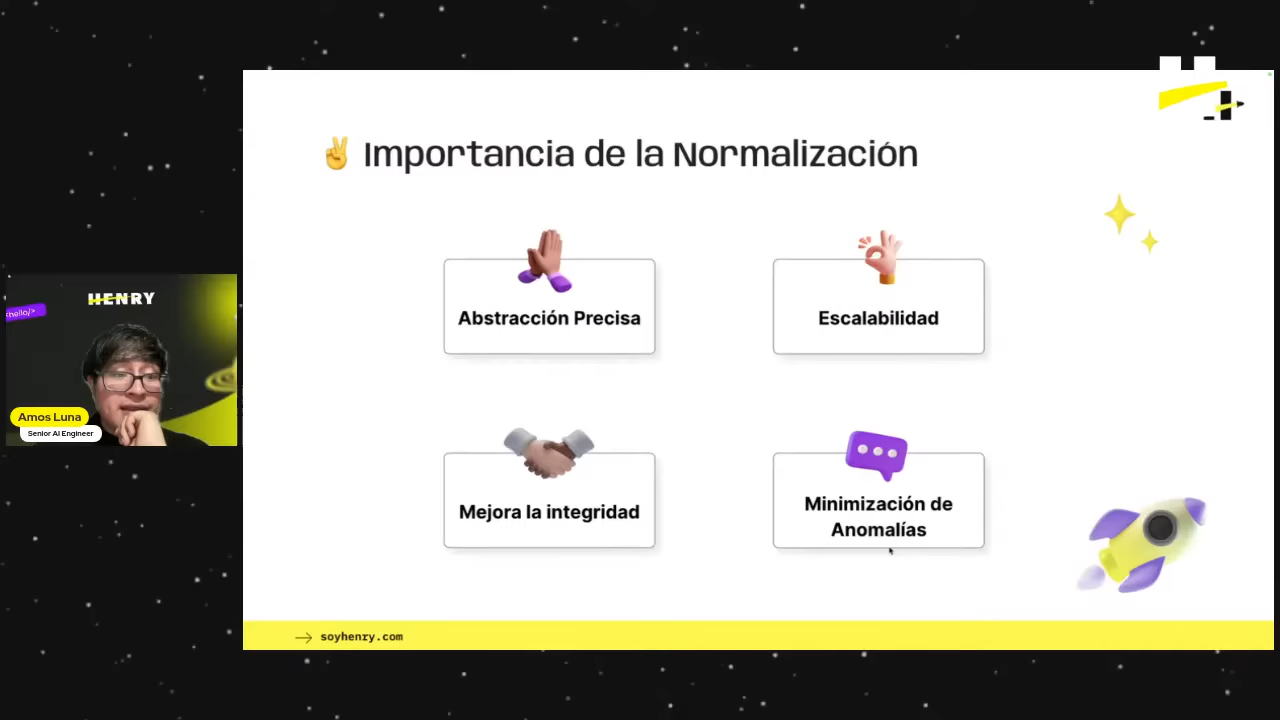 Importancia de la Normalización
Abstracción Precisa
Escalabilidad
Mejora la integridad
Minimización de
Anomalías
soyhenry.com
<hello/>
HENRY
Amos Luna
Senior AI Engineer